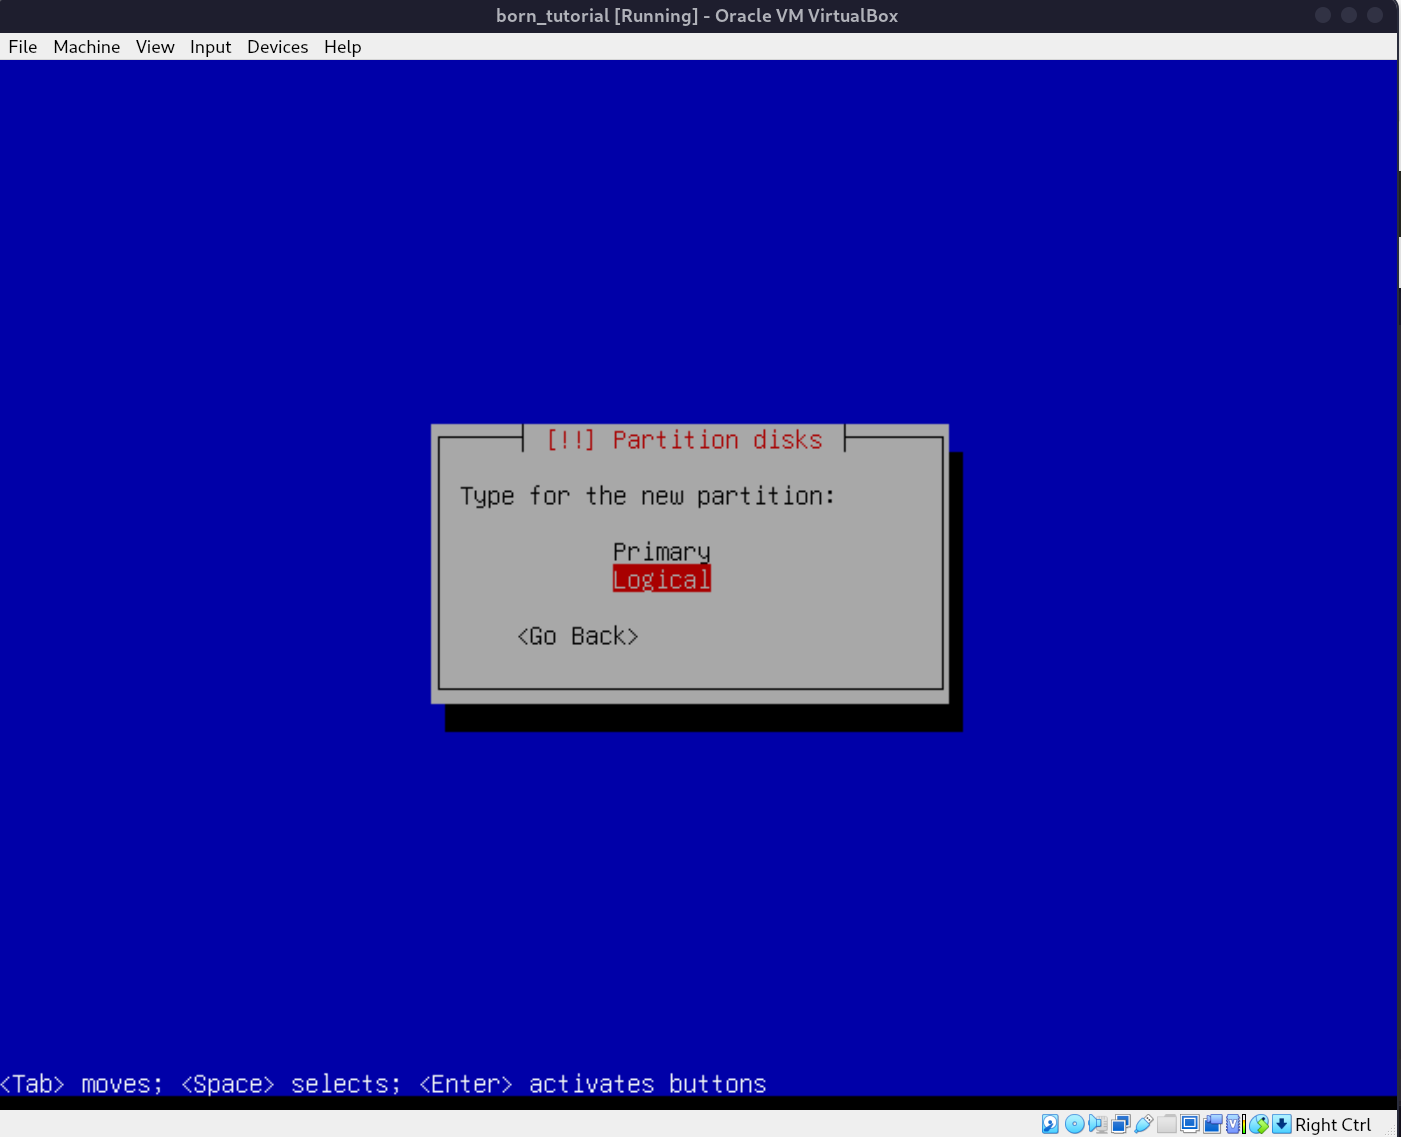 born_tutorial [Running] - Oracle VM VirtualBox
File Machine View Input Devices Help
[!!] Partition disks
Type for the new partition:
Primary
Logical
<Go Back>
<Tab> moves; <Space> selects; <Enter> activates buttons
Right Ctrl